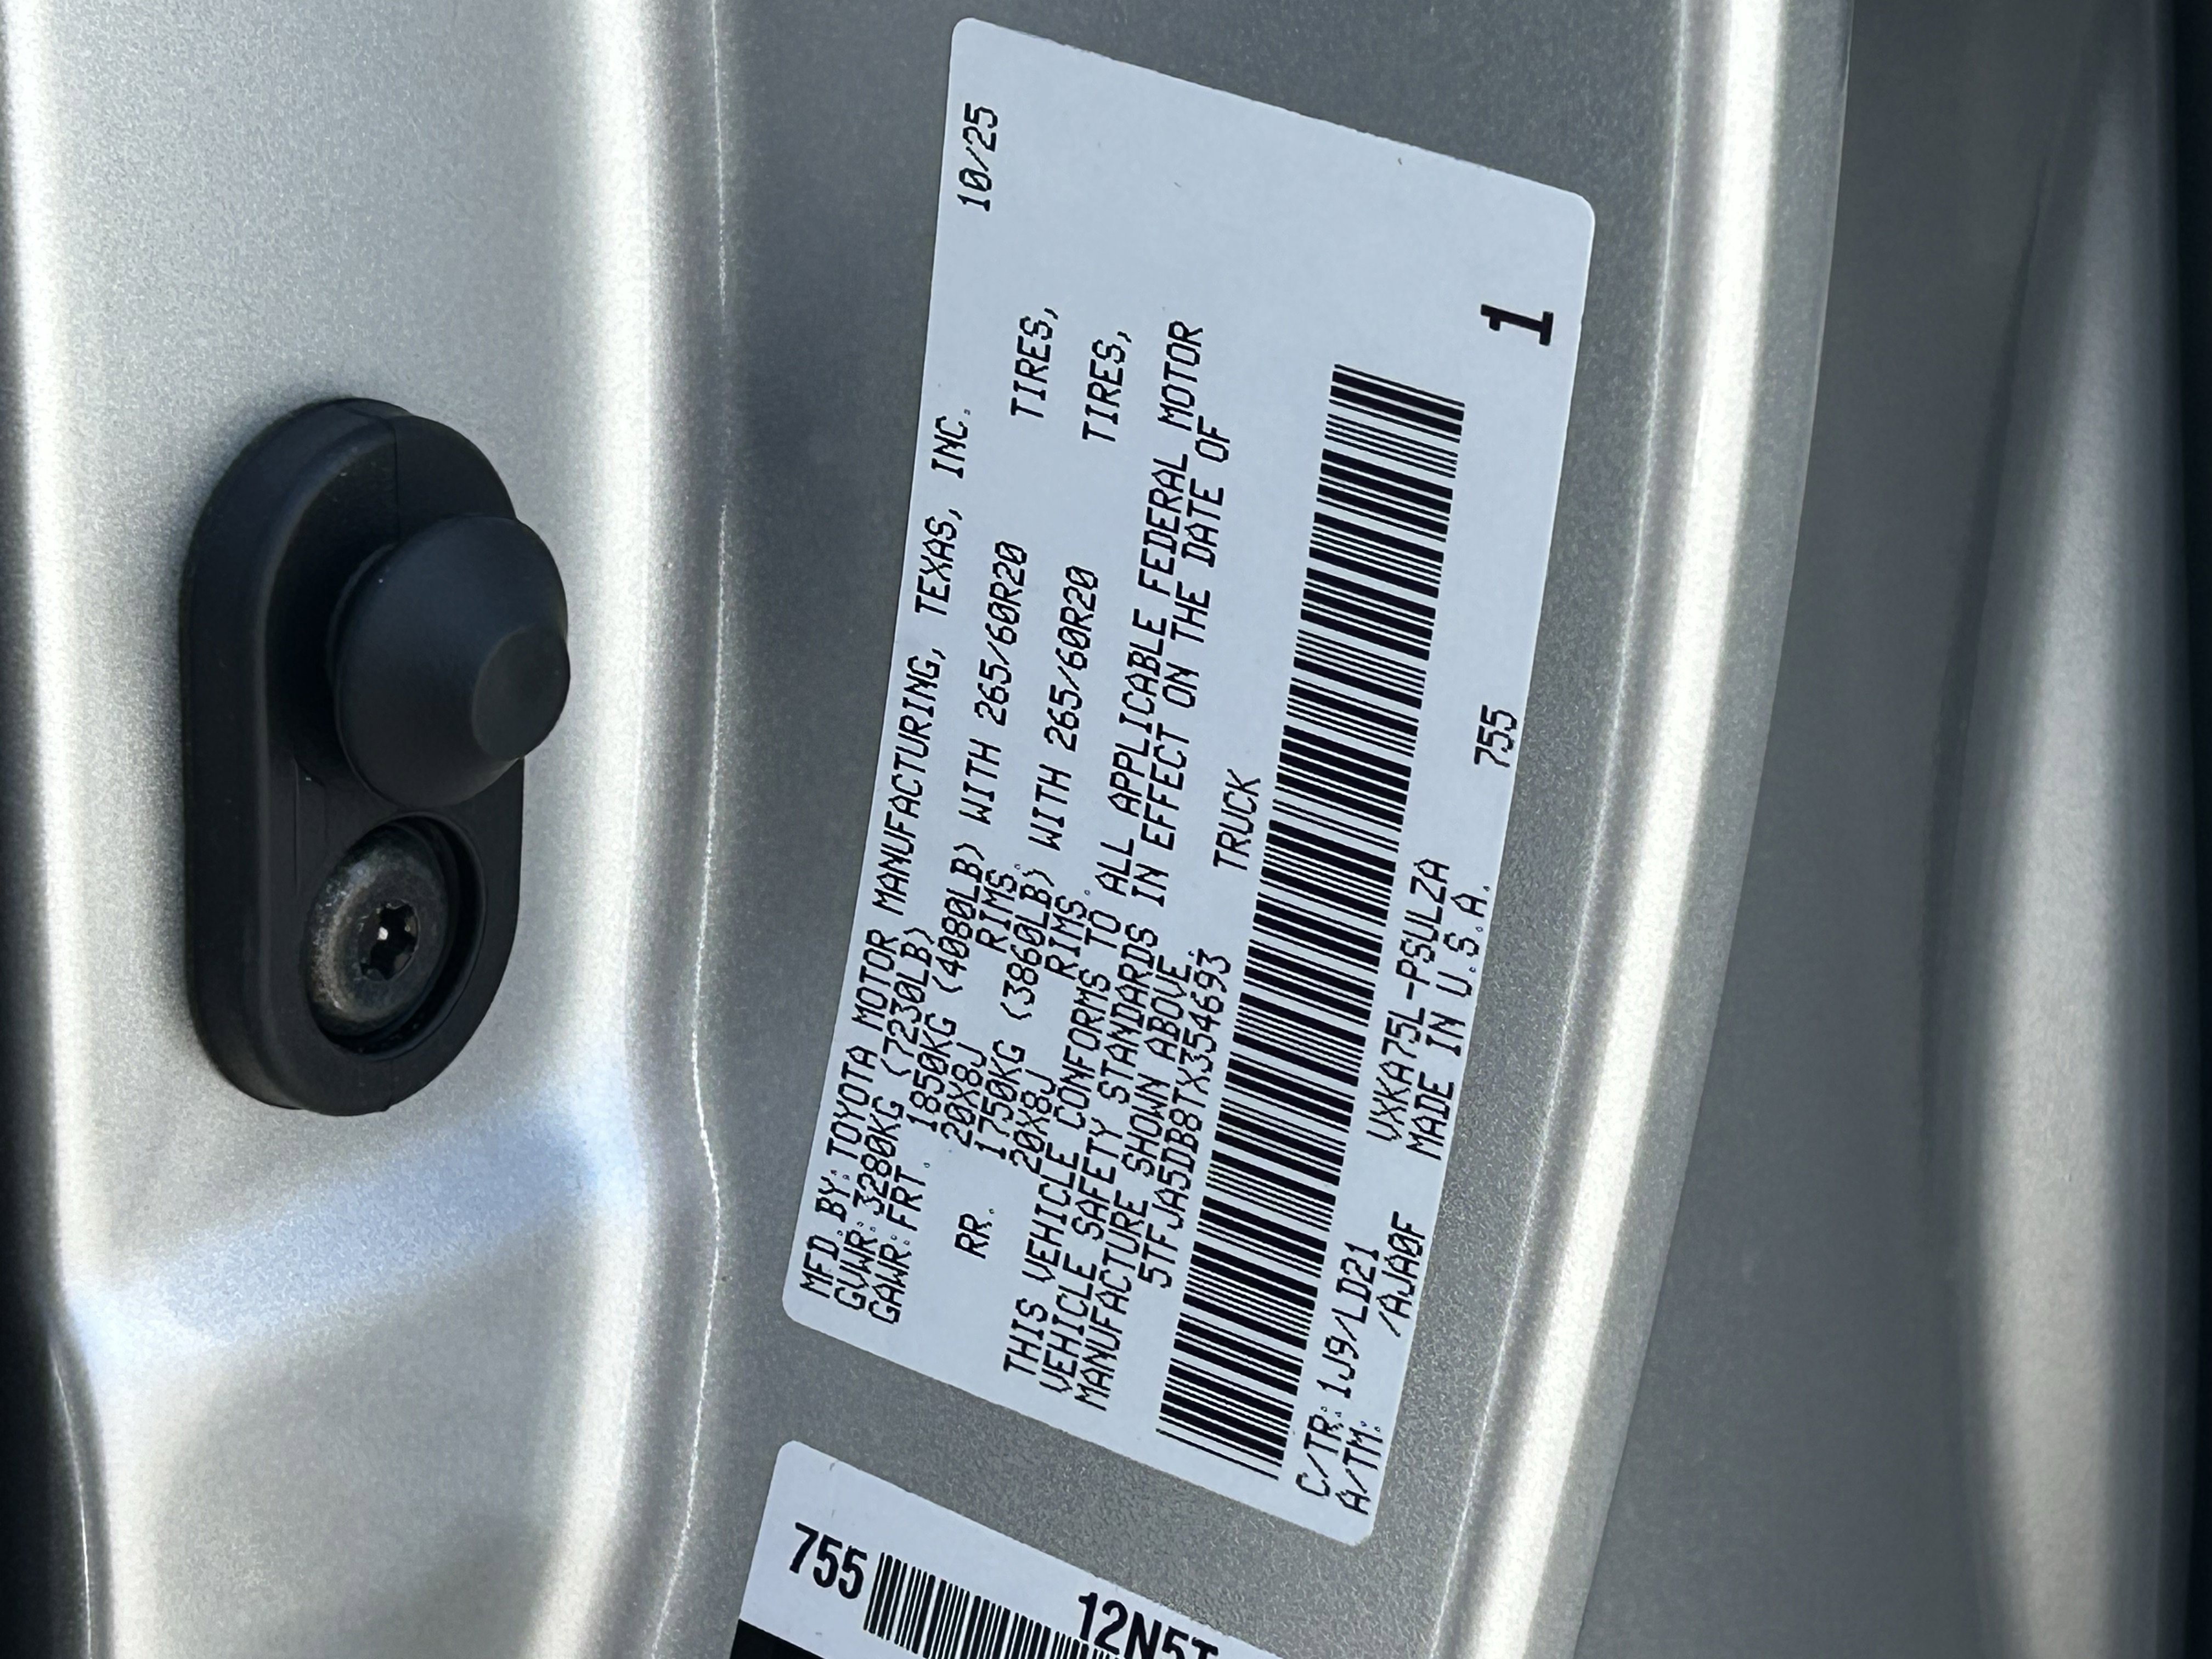 10/25
MFD. BY: TOYOTA MOTOR MANUFACTURING, TEXAS, INC.
GVWR: 3280KG (7230LB)
GAWR: FRT. 1850KG (4080LB) WITH 265/60R20 TIRES,
20X8J RIMS.
RR. 1750KG (3860LB) WITH 265/60R20 TIRES,
20X8J RIMS.
THIS VEHICLE CONFORMS TO ALL APPLICABLE FEDERAL MOTOR
VEHICLE SAFETY STANDARDS IN EFFECT ON THE DATE OF
MANUFACTURE SHOWN ABOVE.
5TFJA5DB8TX354693 TRUCK
C/TR: 1J9/LD21 VXKA75L-PSULZA 755 1
A/TM: /AJA0F MADE IN U.S.A.
755
12N5T